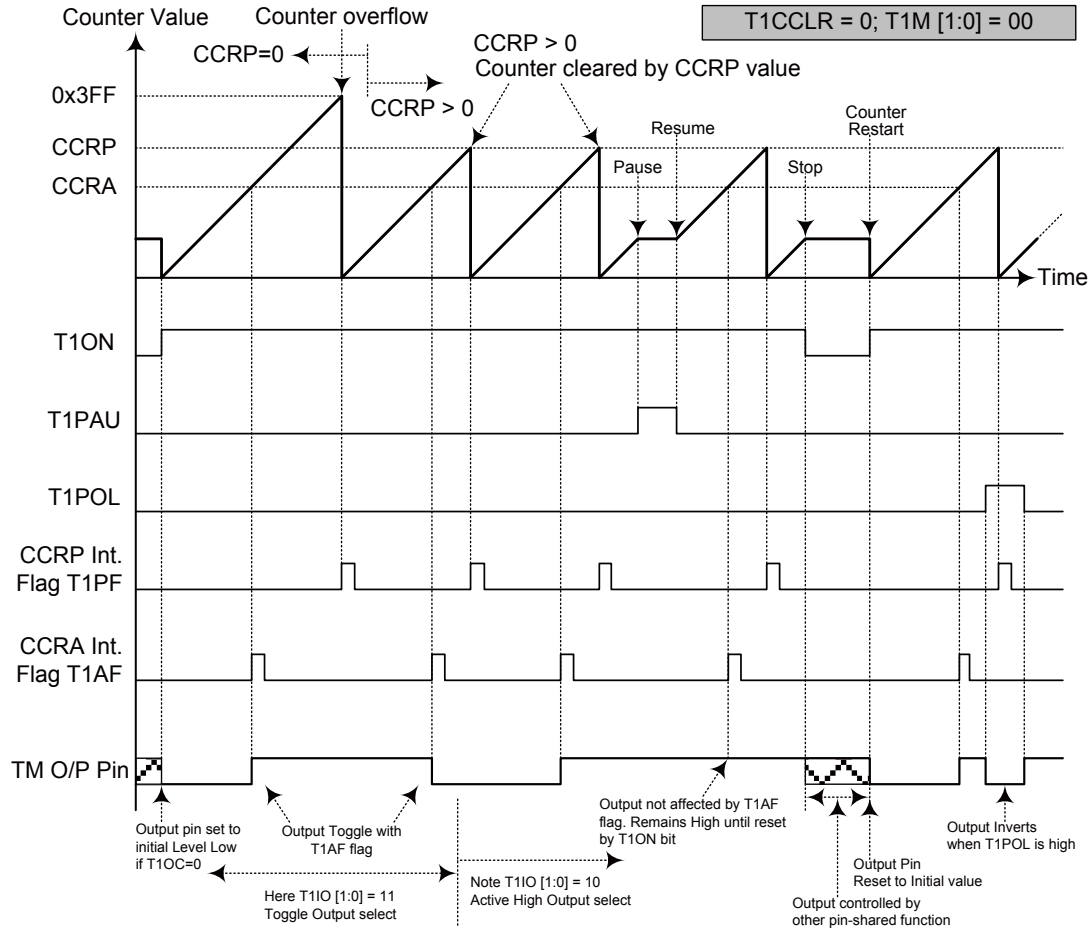 Counter Value
Counter overflow
T1CCLR = 0; T1M [1:0] = 00
CCRP=0
CCRP > 0
CCRP > 0
Counter cleared by CCRP value
0x3FF
CCRP
CCRA
Pause
Resume
Stop
Counter
Restart
Time
T1ON
T1PAU
T1POL
CCRP Int.
Flag T1PF
CCRA Int.
Flag T1AF
TM O/P Pin
Output pin set to
initial Level Low
if T1OC=0
Output Toggle with
T1AF flag
Output not affected by T1AF
flag. Remains High until reset
by T1ON bit
Output Inverts
when T1POL is high
Here T1IO [1:0] = 11
Toggle Output select
Note T1IO [1:0] = 10
Active High Output select
Output Pin
Reset to Initial value
Output controlled by
other pin-shared function